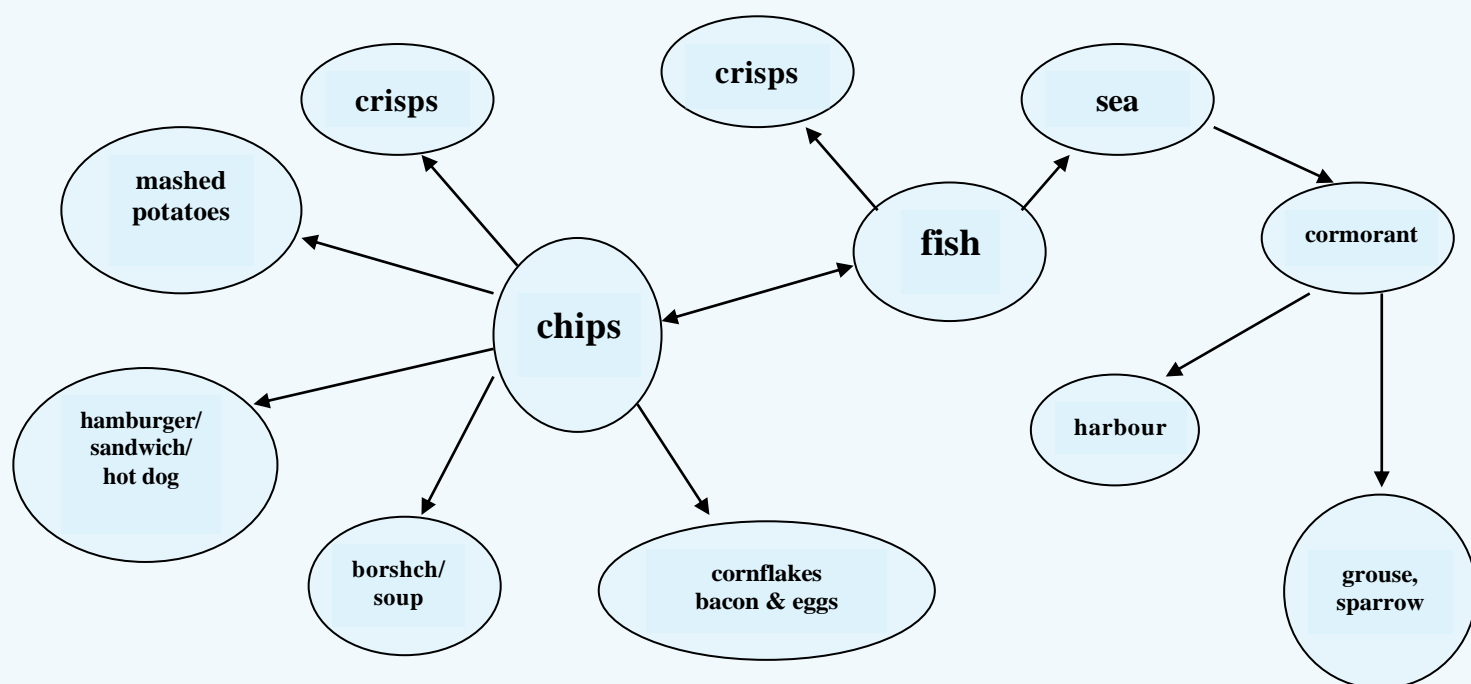 crisps
crisps
sea
mashed
potatoes
cormorant
fish
chips
hamburger/
sandwich/
hot dog
harbour
borshch/
soup
cornflakes
bacon & eggs
grouse,
sparrow